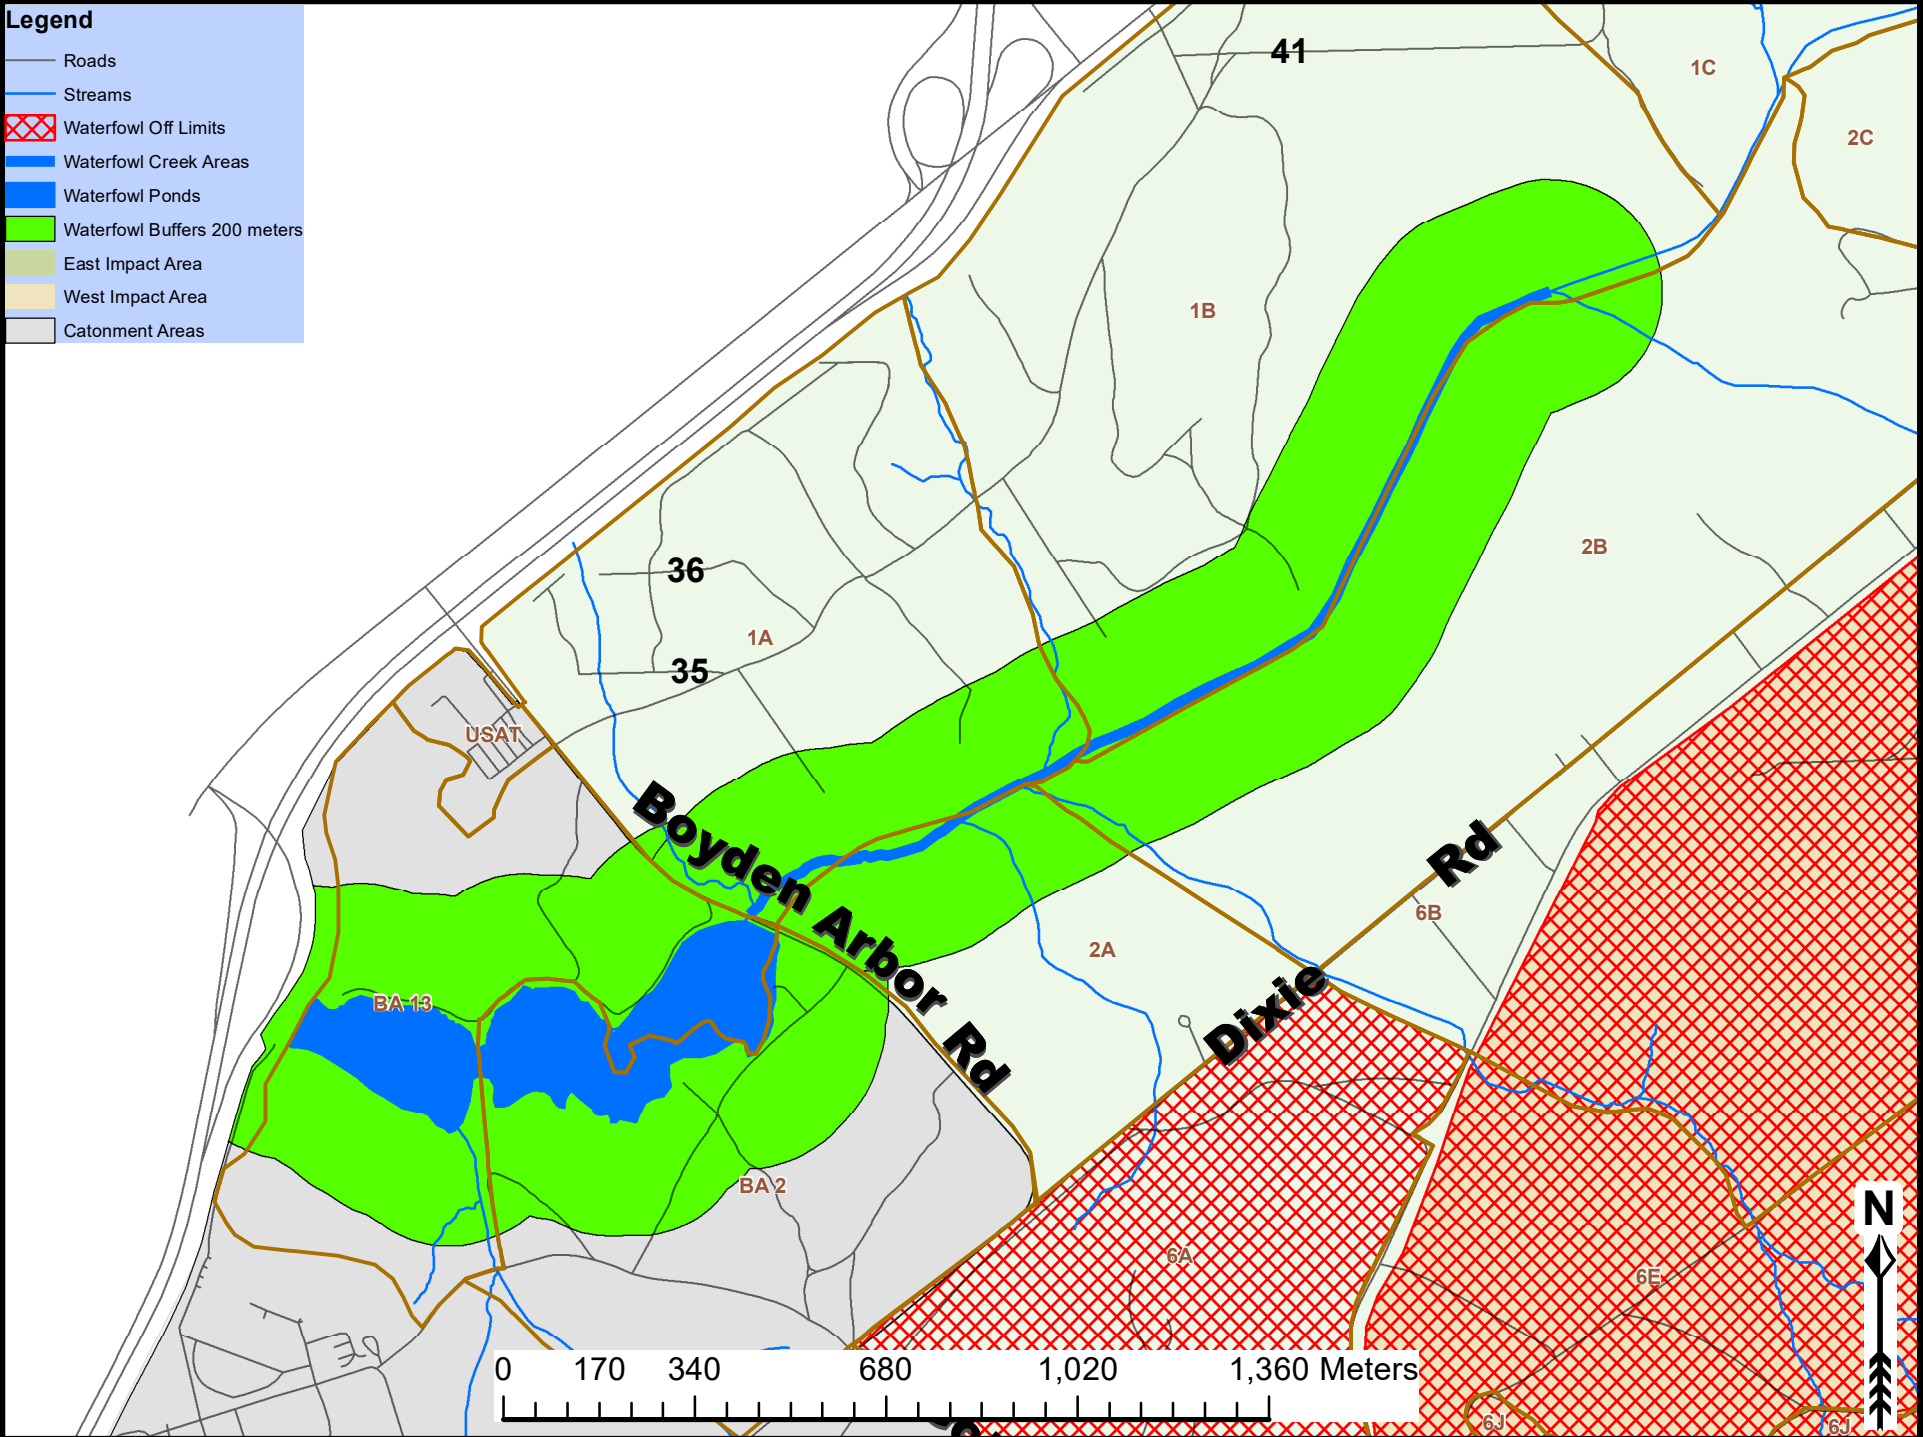 Legend
Roads
Streams
Waterfowl Off Limits
Waterfowl Creek Areas
Waterfowl Ponds
Waterfowl Buffers 200 meters
East Impact Area
West Impact Area
Catonment Areas
41
1C
2C
1B
36
2B
1A
35
USAT
Boyden Arbor Rd
Dixie Rd
6B
2A
BA 13
BA 2
6A
6E
N
0 170 340 680 1,020 1,360 Meters
6J
6J